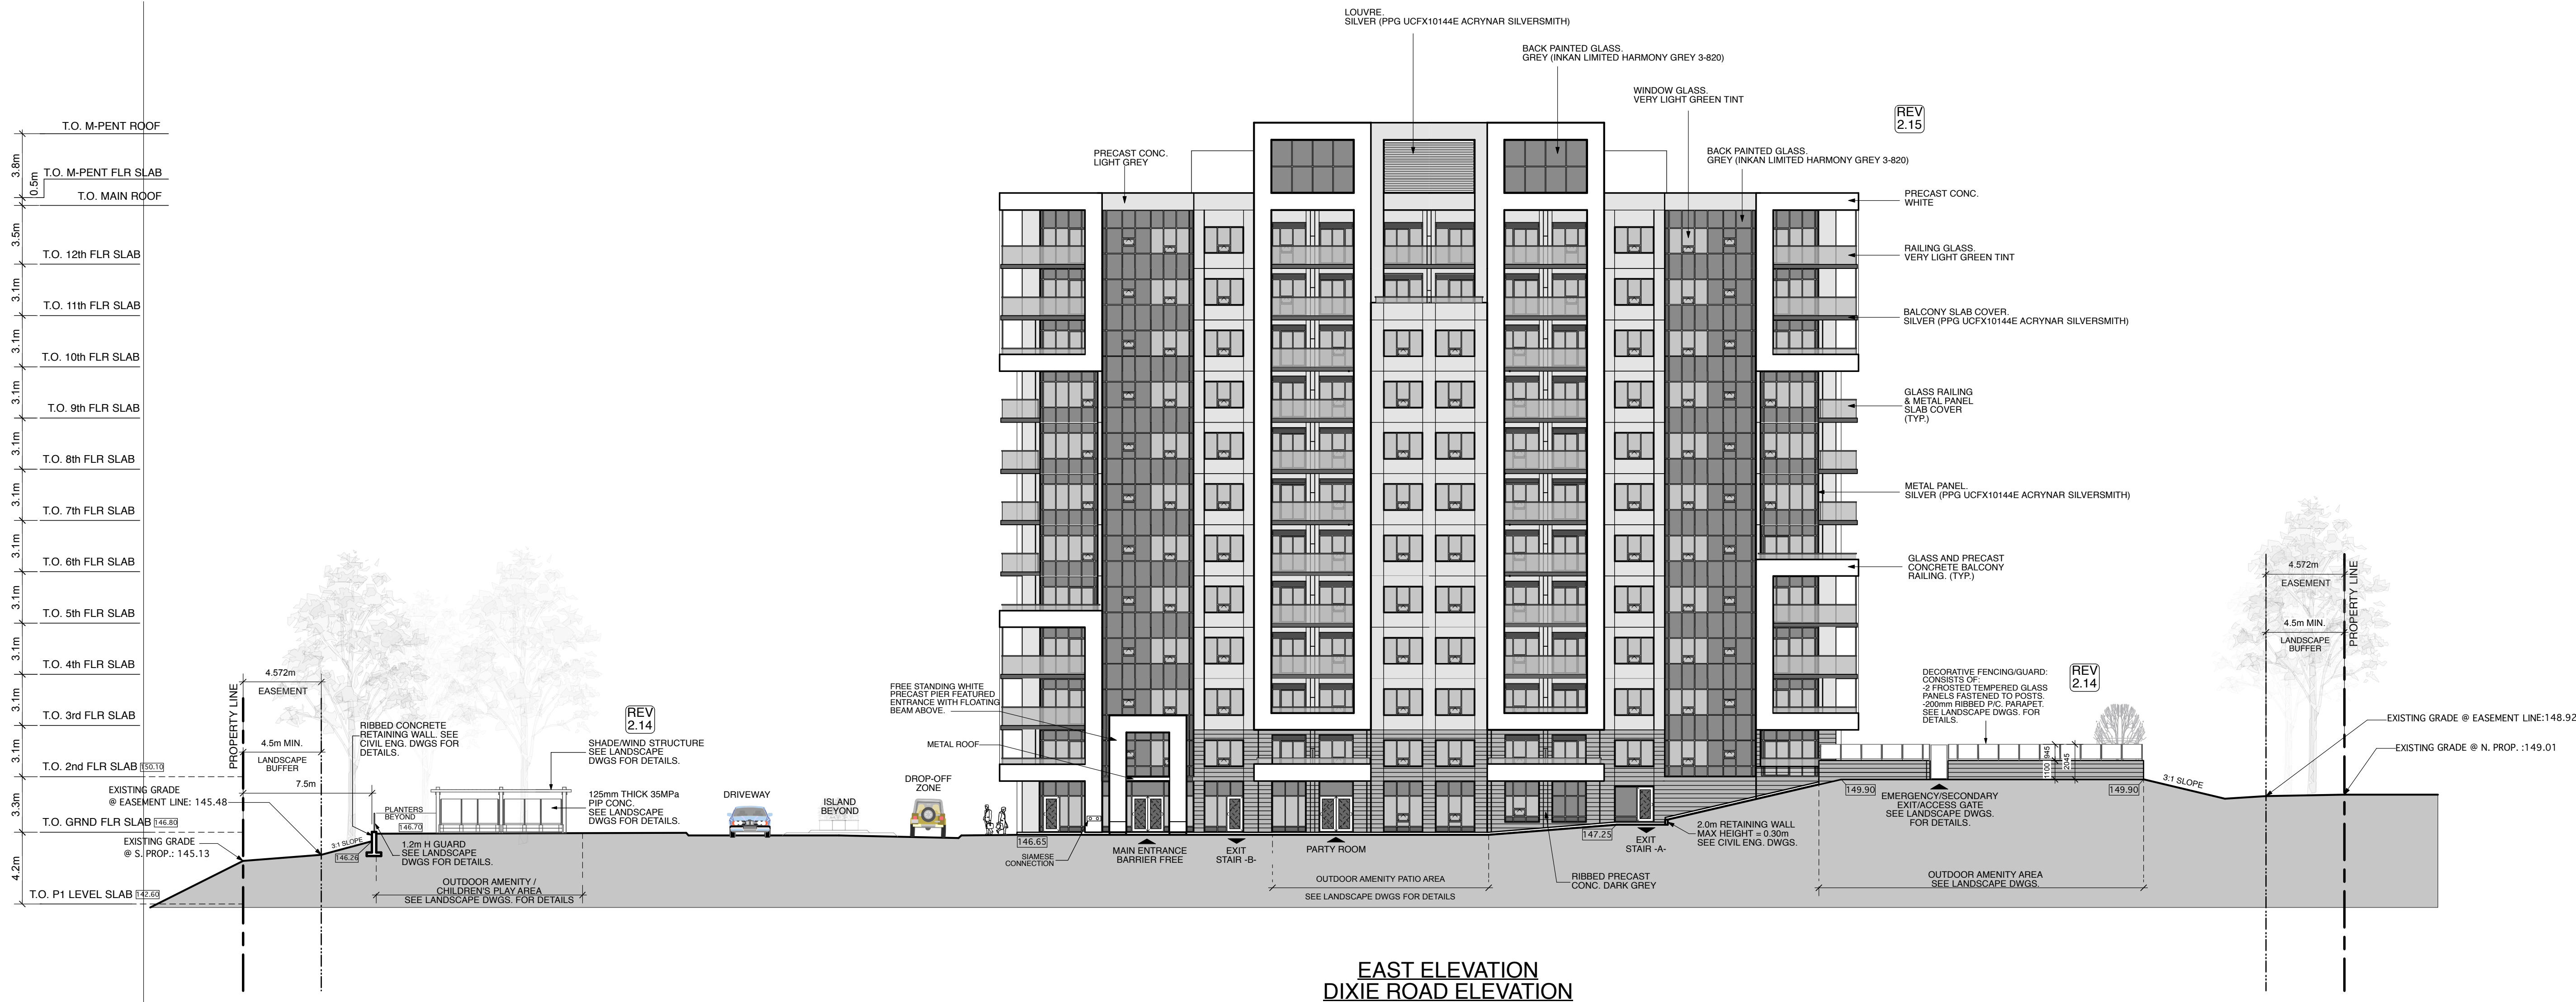 LOUVRE.
SILVER (PPG UCFX10144E ACRYNAR SILVERSMITH)
BACK PAINTED GLASS.
GREY (INKAN LIMITED HARMONY GREY 3-820)
WINDOW GLASS.
VERY LIGHT GREEN TINT
REV
2.15
BACK PAINTED GLASS.
GREY (INKAN LIMITED HARMONY GREY 3-820)
PRECAST CONC.
LIGHT GREY
PRECAST CONC.
WHITE
RAILING GLASS.
VERY LIGHT GREEN TINT
BALCONY SLAB COVER.
SILVER (PPG UCFX10144E ACRYNAR SILVERSMITH)
GLASS RAILING
& METAL PANEL
SLAB COVER
(TYP.)
METAL PANEL.
SILVER (PPG UCFX10144E ACRYNAR SILVERSMITH)
GLASS AND PRECAST
CONCRETE BALCONY
RAILING. (TYP.)
T.O. M-PENT ROOF
3.8m
T.O. M-PENT FLR SLAB
0.5m
T.O. MAIN ROOF
3.5m
T.O. 12th FLR SLAB
3.1m
T.O. 11th FLR SLAB
3.1m
T.O. 10th FLR SLAB
3.1m
T.O. 9th FLR SLAB
3.1m
T.O. 8th FLR SLAB
3.1m
T.O. 7th FLR SLAB
3.1m
T.O. 6th FLR SLAB
3.1m
T.O. 5th FLR SLAB
3.1m
T.O. 4th FLR SLAB
3.1m
T.O. 3rd FLR SLAB
3.1m
T.O. 2nd FLR SLAB 150.10
3.3m
T.O. GRND FLR SLAB 146.80
4.2m
T.O. P1 LEVEL SLAB 142.60
EXISTING GRADE
@ EASEMENT LINE: 145.48
EXISTING GRADE
@ S. PROP.: 145.13
PROPERTY LINE
4.572m
EASEMENT
4.5m MIN.
LANDSCAPE
BUFFER
7.5m
3:1 SLOPE
146.26
RIBBED CONCRETE
RETAINING WALL. SEE
CIVIL ENG. DWGS FOR
DETAILS.
PLANTERS
BEYOND
146.70
1.2m H GUARD
SEE LANDSCAPE
DWGS FOR DETAILS.
REV
2.14
SHADE/WIND STRUCTURE
SEE LANDSCAPE
DWGS FOR DETAILS.
125mm THICK 35MPa
PIP CONC.
SEE LANDSCAPE
DWGS FOR DETAILS.
OUTDOOR AMENITY /
CHILDREN'S PLAY AREA
SEE LANDSCAPE DWGS. FOR DETAILS
DRIVEWAY
ISLAND
BEYOND
DROP-OFF
ZONE
FREE STANDING WHITE
PRECAST PIER FEATURED
ENTRANCE WITH FLOATING
BEAM ABOVE.
METAL ROOF
146.65
SIAMESE
CONNECTION
MAIN ENTRANCE
BARRIER FREE
EXIT
STAIR -B-
PARTY ROOM
OUTDOOR AMENITY PATIO AREA
SEE LANDSCAPE DWGS FOR DETAILS
RIBBED PRECAST
CONC. DARK GREY
147.25
EXIT
STAIR -A-
2.0m RETAINING WALL
MAX HEIGHT = 0.30m
SEE CIVIL ENG. DWGS.
DECORATIVE FENCING/GUARD:
CONSISTS OF:
-2 FROSTED TEMPERED GLASS
PANELS FASTENED TO POSTS.
-200mm RIBBED P/C. PARAPET.
SEE LANDSCAPE DWGS. FOR
DETAILS.
REV
2.14
945
1100
2045
149.90
EMERGENCY/SECONDARY
EXIT/ACCESS GATE
SEE LANDSCAPE DWGS.
FOR DETAILS.
149.90
3:1 SLOPE
OUTDOOR AMENITY AREA
SEE LANDSCAPE DWGS.
4.572m
EASEMENT
4.5m MIN.
LANDSCAPE
BUFFER
PROPERTY LINE
EXISTING GRADE @ EASEMENT LINE:148.92
EXISTING GRADE @ N. PROP. :149.01
EAST ELEVATION
DIXIE ROAD ELEVATION